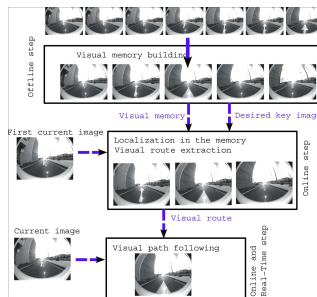 Offline step
Visual memory building
Visual memory
Desired key imag
First current image
Localization in the memory
Visual route extraction
Online step
Visual route
Current image
Visual path following
Online and
Real-Time step